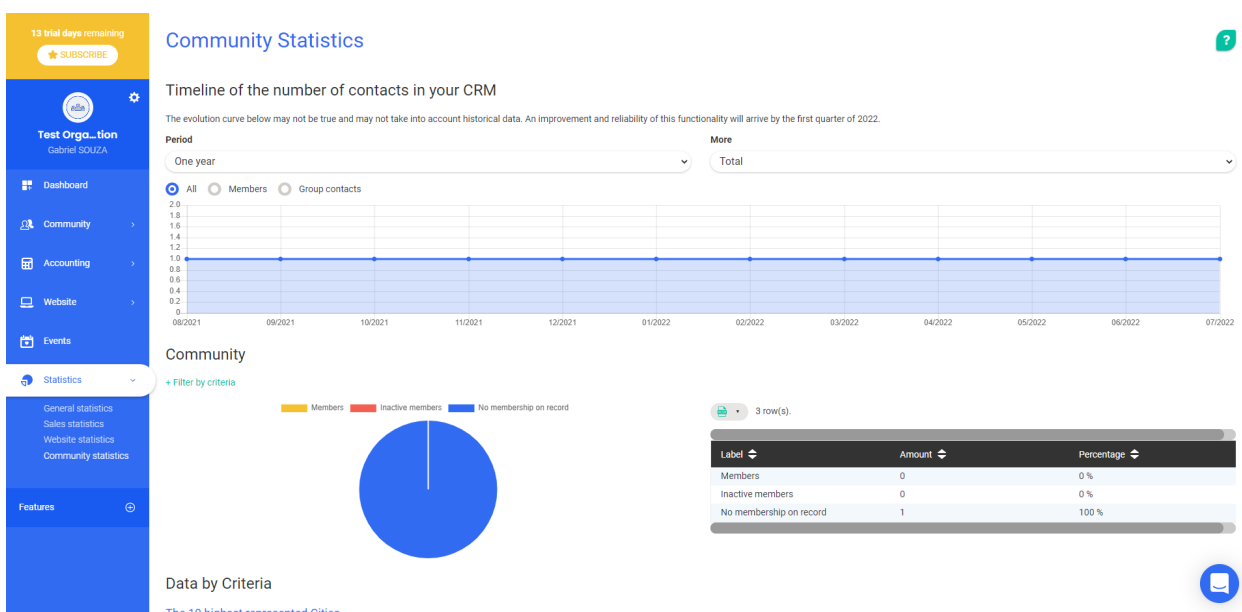 13 trial days remaining
SUBSCRIBE
Test Orga...tion
Gabriel SOUZA
Dashboard
Community
Accounting
Website
Events
Statistics
General statistics
Sales statistics
Website statistics
Community statistics
Features
Community Statistics
?
Timeline of the number of contacts in your CRM
The evolution curve below may not be true and may not take into account historical data. An improvement and reliability of this functionality will arrive by the first quarter of 2022.
Period More
One year Total
All Members Group contacts
2.0
1.8
1.6
1.4
1.2
1.0
0.8
0.6
0.4
0.2
0
08/2021 09/2021 10/2021 11/2021 12/2021 01/2022 02/2022 03/2022 04/2022 05/2022 06/2022 07/2022
Community
+ Filter by criteria
Members Inactive members No membership on record
3 row(s).
Label Amount Percentage
Members 0 0 %
Inactive members 0 0 %
No membership on record 1 100 %
Data by Criteria
The 10 highest represented Cities